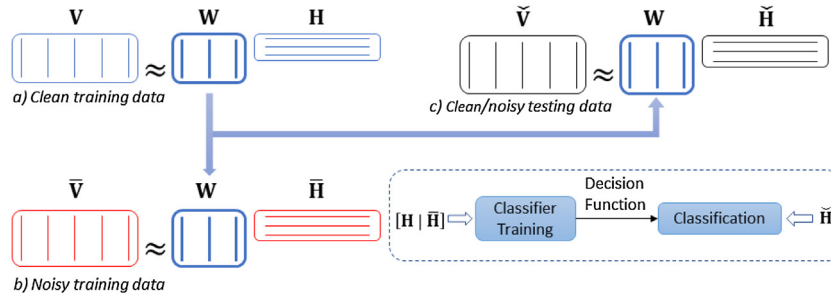 V W H
≈
a) Clean training data
V̌ W Ȟ
≈
c) Clean/noisy testing data
V̄ W H̄
≈
b) Noisy training data
[H | H̄]
Classifier
Training
Decision
Function
Classification
Ȟ